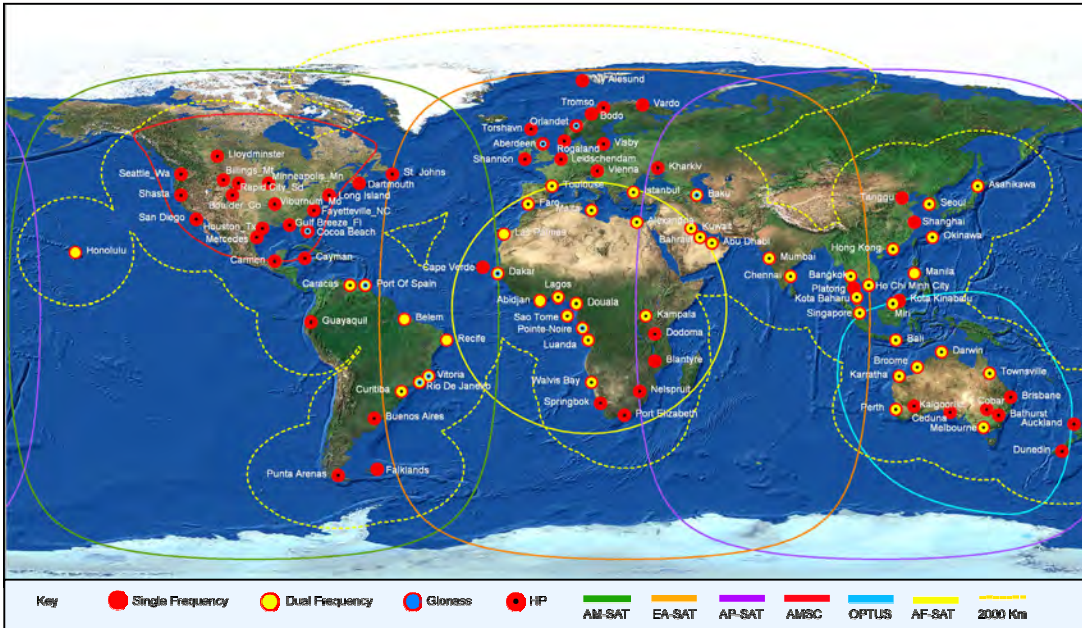 Ny Alesund
Tromso
Vardo
Bodo
Orlandet
Torshavn
Aberdeen
Rogaland
Vaby
Shannon
Leidschendam
Kharkiv
Vienna
Lloydminster
Seattle_Wa
Billings_Mt
Minneapolis_Mn
Rapid City_Sd
St. Johns
Dartmouth
Shasta
Boulder_Co
Viburnum_Mo
Long Island
San Diego
Fayetteville_NC
Houston_Tx
Gulf Breeze_Fl
Mercedes
Cocoa Beach
Toulouse
Istanbul
Baku
Asahikawa
Tanggu
Seoul
Faro
Alexandria
Kuwait
Shanghai
Okinawa
Las Palmas
Bahrain
Abu Dhabi
Hong Kong
Honolulu
Carmen
Cayman
Cape Verde
Dakar
Mumbai
Chennai
Bangkok
Manila
Platong
Ho Chi Minh City
Caracas
Port Of Spain
Lagos
Abidjan
Douala
Kota Baharu
Kota Kinabalu
Miri
Singapore
Guayaquil
Belem
Sao Tome
Kampala
Pointe-Noire
Dodoma
Recife
Luanda
Bali
Darwin
Blantyre
Broome
Karratha
Townsville
Vitoria
Rio De Janeiro
Curitiba
Walvis Bay
Nelspruit
Springbok
Port Elizabeth
Perth
Kalgoorlie
Cobar
Brisbane
Ceduna
Bathurst
Auckland
Melbourne
Dunedin
Buenos Aires
Punta Arenas
Falklands
Key
Single Frequency
Dual Frequency
Glonass
HP
AM-SAT
EA-SAT
AP-SAT
AMSC
OPTUS
AF-SAT
2000 Km